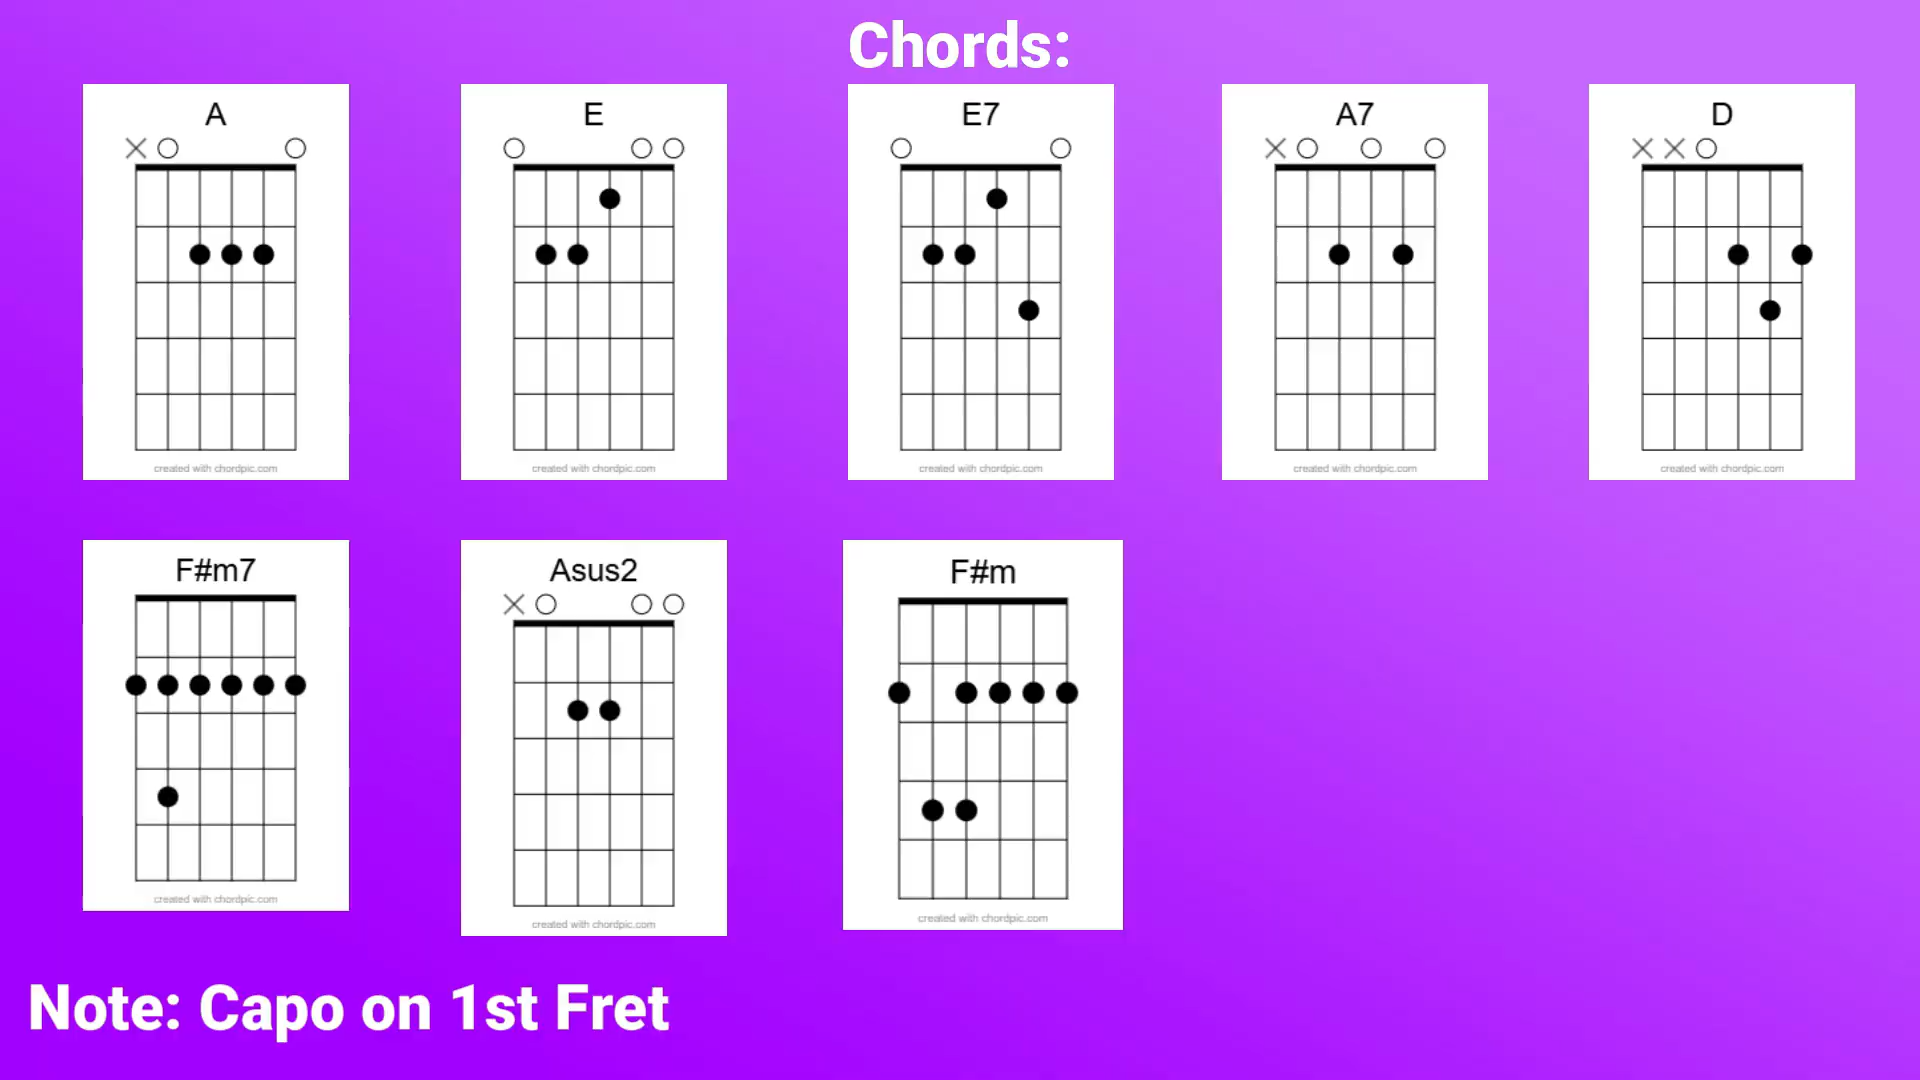 Chords:
A
E
E7
A7
D
created with chordpic.com
created with chordpic.com
created with chordpic.com
created with chordpic.com
created with chordpic.com
F#m7
Asus2
F#m
created with chordpic.com
created with chordpic.com
created with chordpic.com
Note: Capo on 1st Fret